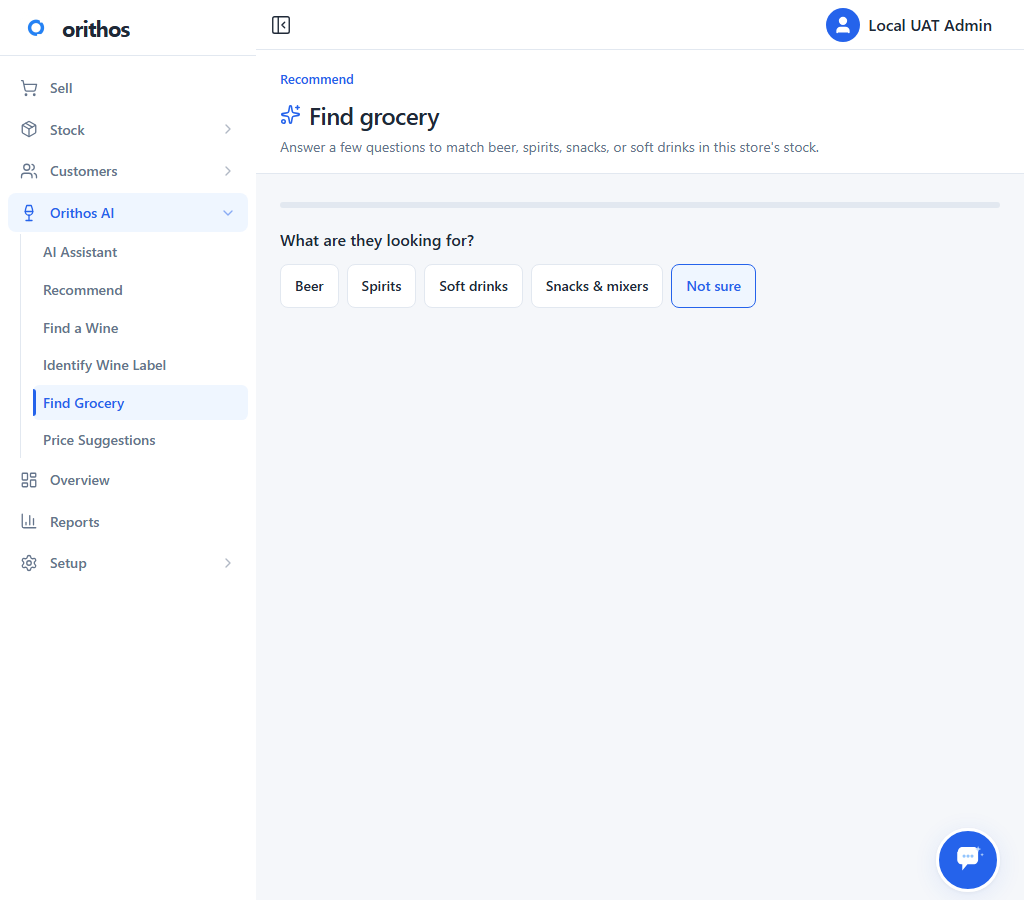 orithos
Local UAT Admin
Sell
Stock
Customers
Orithos AI
AI Assistant
Recommend
Find a Wine
Identify Wine Label
Find Grocery
Price Suggestions
Overview
Reports
Setup
Recommend
Find grocery
Answer a few questions to match beer, spirits, snacks, or soft drinks in this store's stock.
What are they looking for?
Beer Spirits Soft drinks Snacks & mixers Not sure